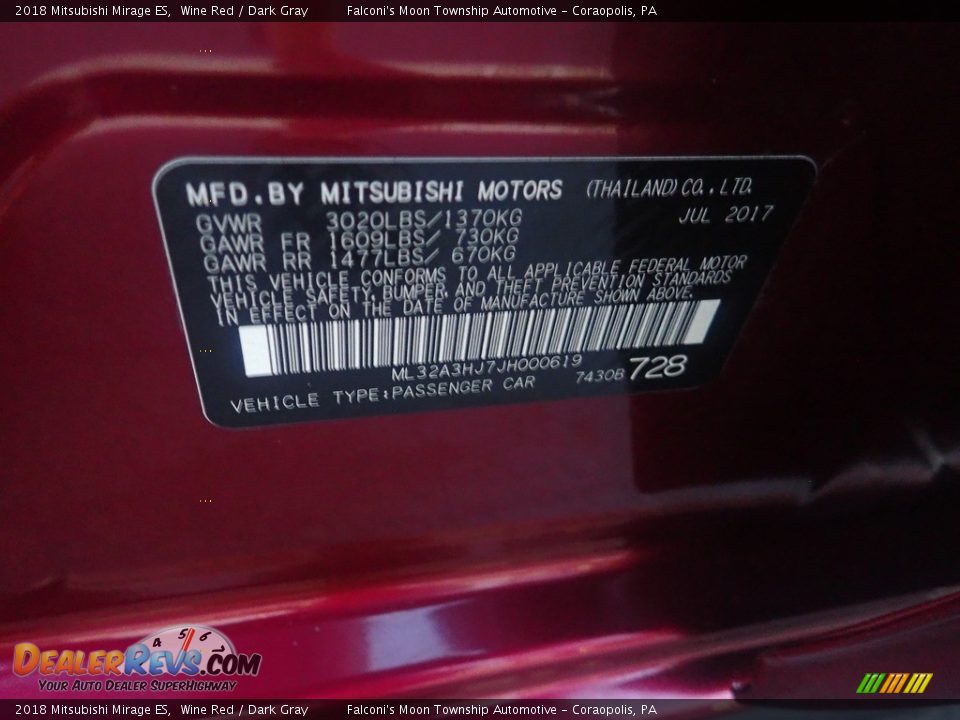 2018 Mitsubishi Mirage ES, Wine Red / Dark Gray Falconi's Moon Township Automotive - Coraopolis, PA
MFD.BY MITSUBISHI MOTORS (THAILAND)CO.,LTD.
JUL 2017
GVWR 3020LBS/1370KG
GAWR FR 1609LBS/ 730KG
GAWR RR 1477LBS/ 670KG
THIS VEHICLE CONFORMS TO ALL APPLICABLE FEDERAL MOTOR
VEHICLE SAFETY,BUMPER,AND THEFT PREVENTION STANDARDS
IN EFFECT ON THE DATE OF MANUFACTURE SHOWN ABOVE.
ML32A3HJ7JH000619
7430B 728
VEHICLE TYPE:PASSENGER CAR
4 5 6
DEALERREVS.COM
YOUR AUTO DEALER SUPERHIGHWAY
2018 Mitsubishi Mirage ES, Wine Red / Dark Gray Falconi's Moon Township Automotive - Coraopolis, PA